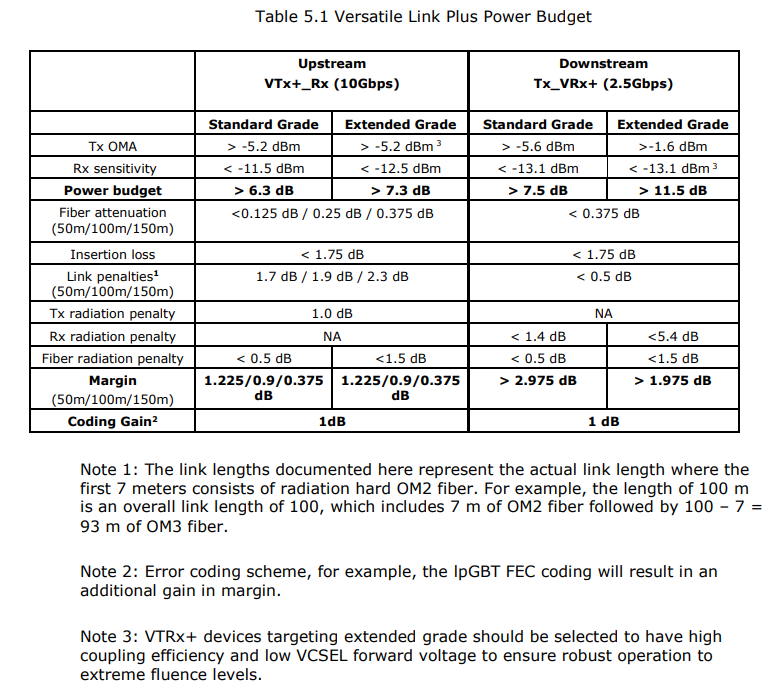 Table 5.1 Versatile Link Plus Power Budget
Upstream
VTx+_Rx (10Gbps)
Downstream
Tx_VRx+ (2.5Gbps)
Standard Grade Extended Grade Standard Grade Extended Grade
Tx OMA > -5.2 dBm > -5.2 dBm ³ > -5.6 dBm >-1.6 dBm
Rx sensitivity < -11.5 dBm < -12.5 dBm < -13.1 dBm < -13.1 dBm ³
Power budget > 6.3 dB > 7.3 dB > 7.5 dB > 11.5 dB
Fiber attenuation
(50m/100m/150m)
<0.125 dB / 0.25 dB / 0.375 dB < 0.375 dB
Insertion loss < 1.75 dB < 1.75 dB
Link penalties¹
(50m/100m/150m)
1.7 dB / 1.9 dB / 2.3 dB < 0.5 dB
Tx radiation penalty 1.0 dB NA
Rx radiation penalty NA < 1.4 dB <5.4 dB
Fiber radiation penalty < 0.5 dB <1.5 dB < 0.5 dB <1.5 dB
Margin
(50m/100m/150m)
1.225/0.9/0.375
dB
1.225/0.9/0.375
dB
> 2.975 dB > 1.975 dB
Coding Gain² 1dB 1 dB
Note 1: The link lengths documented here represent the actual link length where the
first 7 meters consists of radiation hard OM2 fiber. For example, the length of 100 m
is an overall link length of 100, which includes 7 m of OM2 fiber followed by 100 – 7 =
93 m of OM3 fiber.
Note 2: Error coding scheme, for example, the lpGBT FEC coding will result in an
additional gain in margin.
Note 3: VTRx+ devices targeting extended grade should be selected to have high
coupling efficiency and low VCSEL forward voltage to ensure robust operation to
extreme fluence levels.